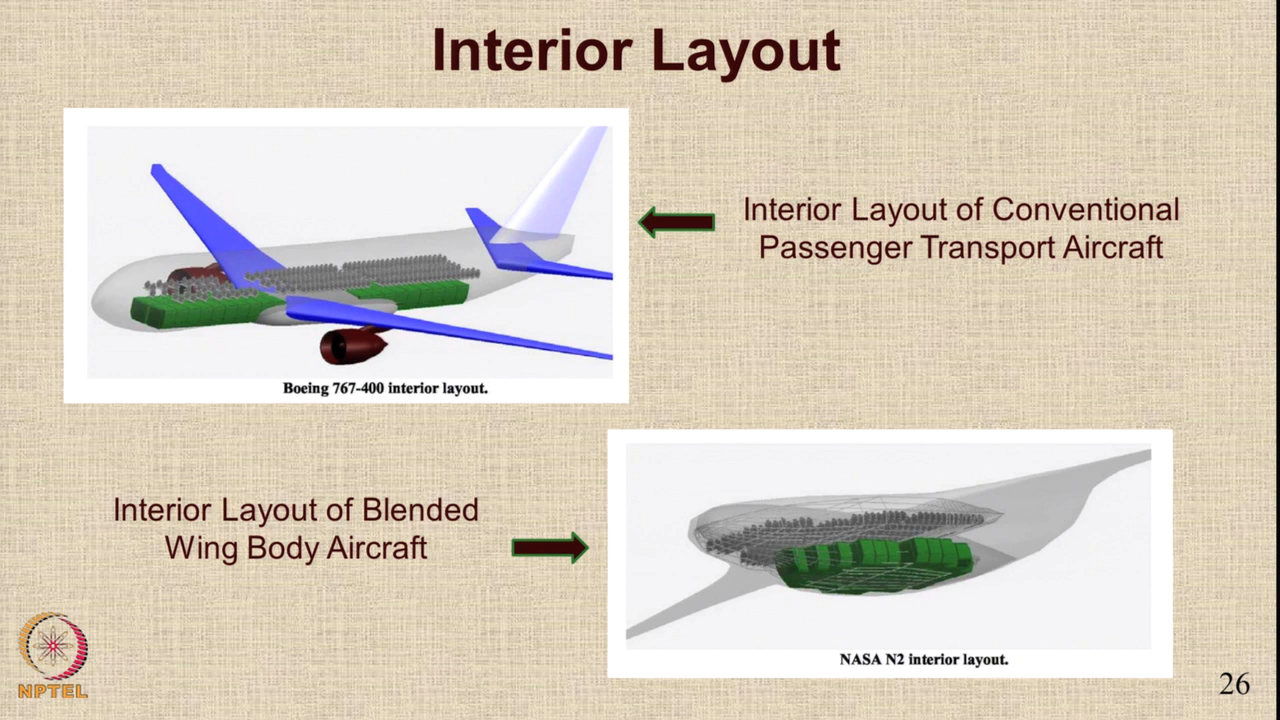 Interior Layout
Interior Layout of Conventional
Passenger Transport Aircraft
Boeing 767-400 interior layout.
Interior Layout of Blended
Wing Body Aircraft
NASA N2 interior layout.
NPTEL
26